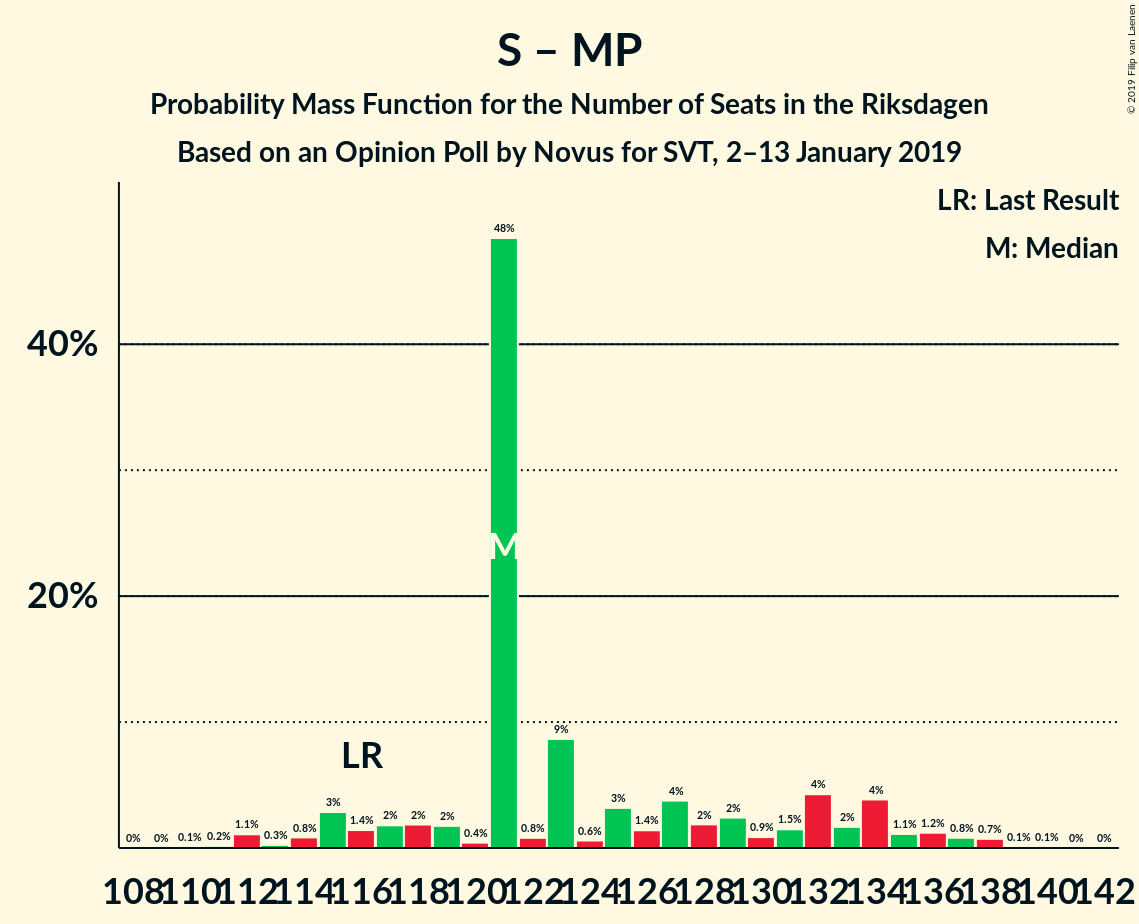 S – MP
Probability Mass Function for the Number of Seats in the Riksdagen
Based on an Opinion Poll by Novus for SVT, 2–13 January 2019
© 2019 Filip van Laenen
LR: Last Result
M: Median
48%
40%
M
20%
9%
LR
0% 0% 0.1% 0.2% 1.1% 0.3% 0.8% 3% 1.4% 2% 2% 2% 0.4% 0.8% 0.6% 3% 1.4% 4% 2% 2% 0.9% 1.5% 4% 2% 4% 1.1% 1.2% 0.8% 0.7% 0.1% 0.1% 0% 0%
108 110 112 114 116 118 120 122 124 126 128 130 132 134 136 138 140 142